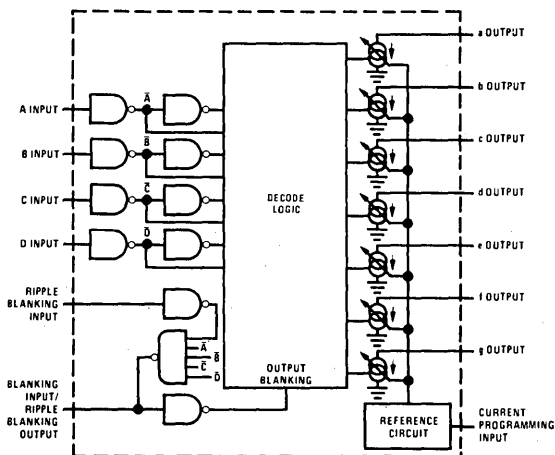 a OUTPUT
b OUTPUT
c OUTPUT
d OUTPUT
e OUTPUT
f OUTPUT
g OUTPUT
A INPUT
B INPUT
C INPUT
D INPUT
A̅
B̅
C̅
D̅
DECODE
LOGIC
RIPPLE
BLANKING
INPUT
A̅
B̅
C̅
D̅
BLANKING
INPUT/
RIPPLE
BLANKING
OUTPUT
OUTPUT
BLANKING
REFERENCE
CIRCUIT
CURRENT
PROGRAMMING
INPUT